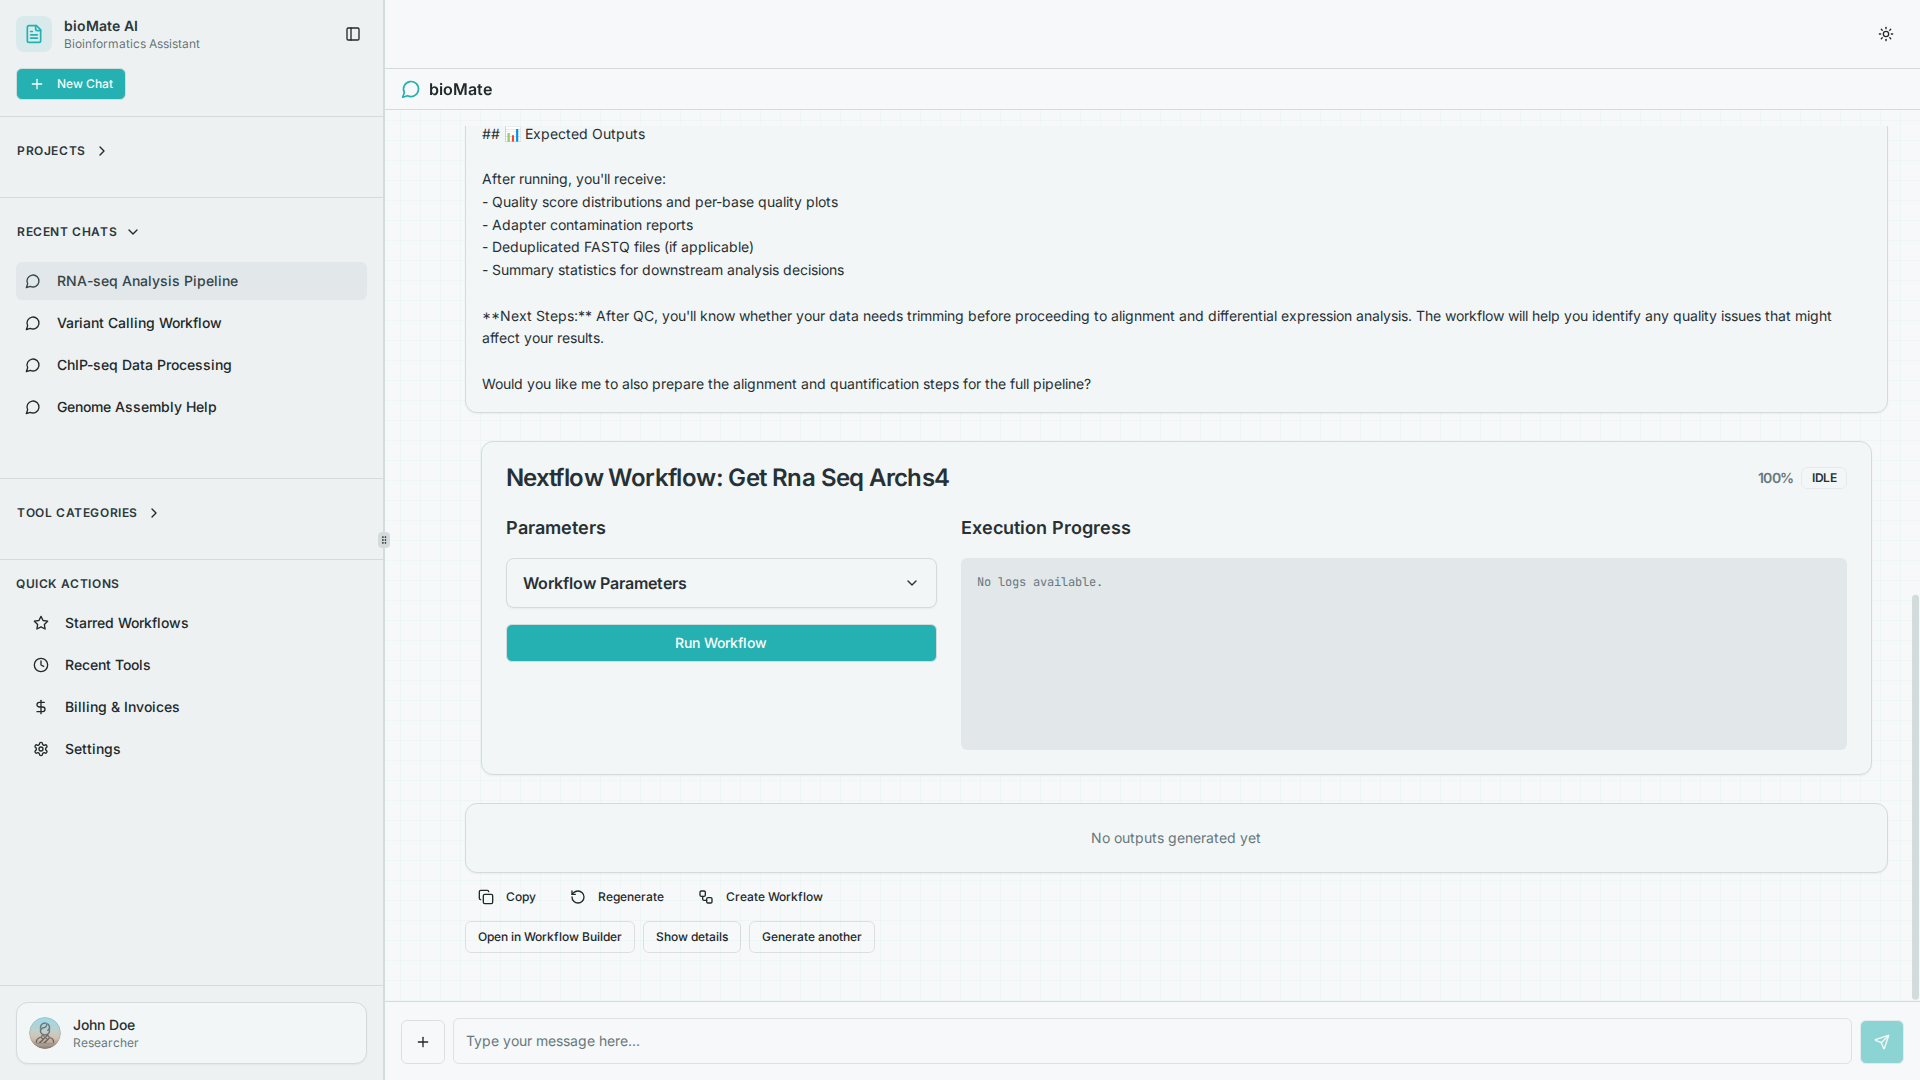 bioMate AI
Bioinformatics Assistant
New Chat
PROJECTS
RECENT CHATS
RNA-seq Analysis Pipeline
Variant Calling Workflow
ChIP-seq Data Processing
Genome Assembly Help
TOOL CATEGORIES
QUICK ACTIONS
Starred Workflows
Recent Tools
Billing & Invoices
Settings
John Doe
Researcher
bioMate
## 📊 Expected Outputs
After running, you'll receive:
- Quality score distributions and per-base quality plots
- Adapter contamination reports
- Deduplicated FASTQ files (if applicable)
- Summary statistics for downstream analysis decisions
**Next Steps:** After QC, you'll know whether your data needs trimming before proceeding to alignment and differential expression analysis. The workflow will help you identify any quality issues that might
affect your results.
Would you like me to also prepare the alignment and quantification steps for the full pipeline?
Nextflow Workflow: Get Rna Seq Archs4
100% IDLE
Parameters
Workflow Parameters
Run Workflow
Execution Progress
No logs available.
No outputs generated yet
Copy Regenerate Create Workflow
Open in Workflow Builder Show details Generate another
Type your message here...